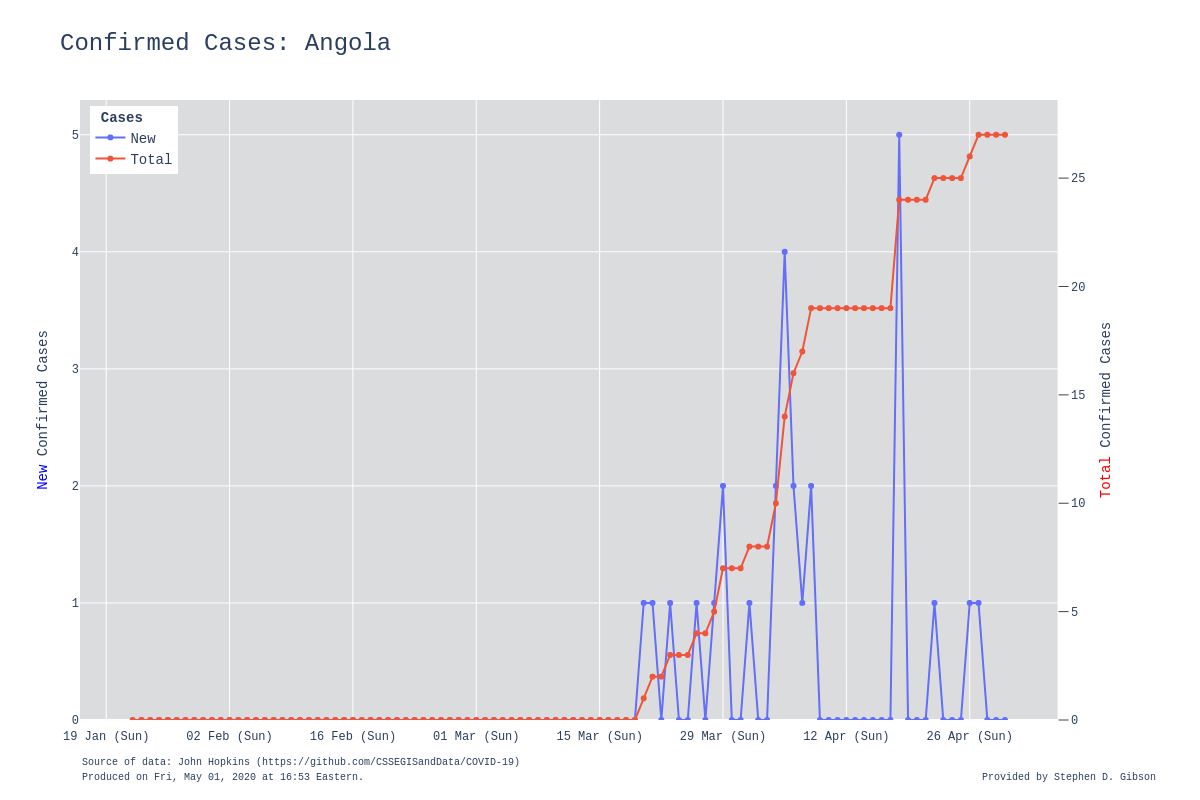 Confirmed Cases: Angola
Cases
New
Total
5
4
3
2
1
0
25
20
15
10
5
0
New Confirmed Cases
Total Confirmed Cases
19 Jan (Sun) 02 Feb (Sun) 16 Feb (Sun) 01 Mar (Sun) 15 Mar (Sun) 29 Mar (Sun) 12 Apr (Sun) 26 Apr (Sun)
Source of data: John Hopkins (https://github.com/CSSEGISandData/COVID-19)
Produced on Fri, May 01, 2020 at 16:53 Eastern.
Provided by Stephen D. Gibson